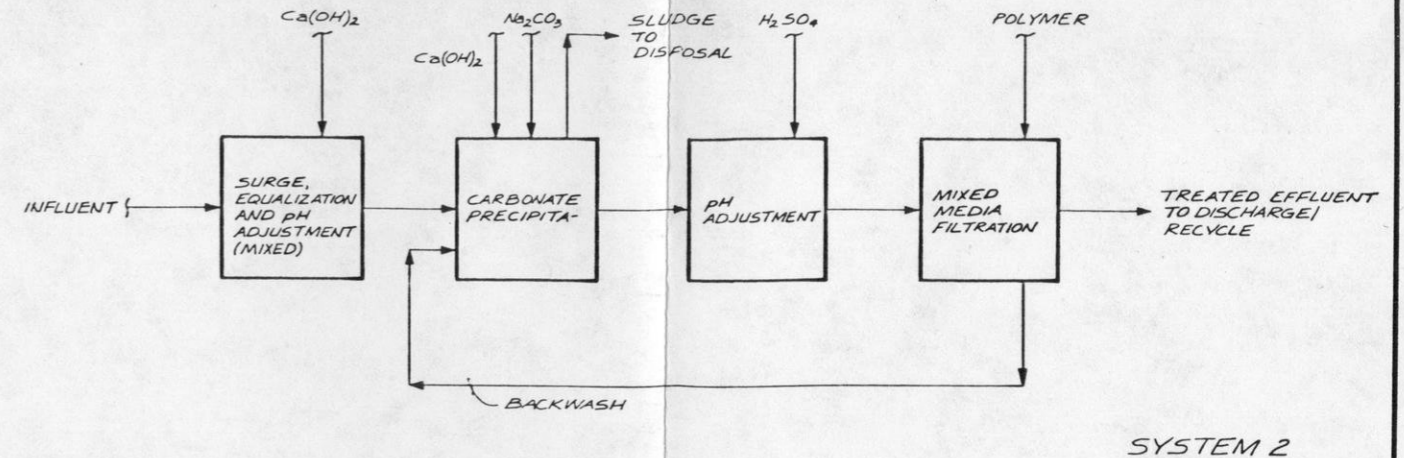 Ca(OH)2
Na2CO3
Ca(OH)2
SLUDGE
TO
DISPOSAL
H2SO4
POLYMER
INFLUENT
SURGE,
EQUALIZATION
AND pH
ADJUSTMENT
(MIXED)
CARBONATE
PRECIPITA-
pH
ADJUSTMENT
MIXED
MEDIA
FILTRATION
TREATED EFFLUENT
TO DISCHARGE/
RECYCLE
BACKWASH
SYSTEM 2